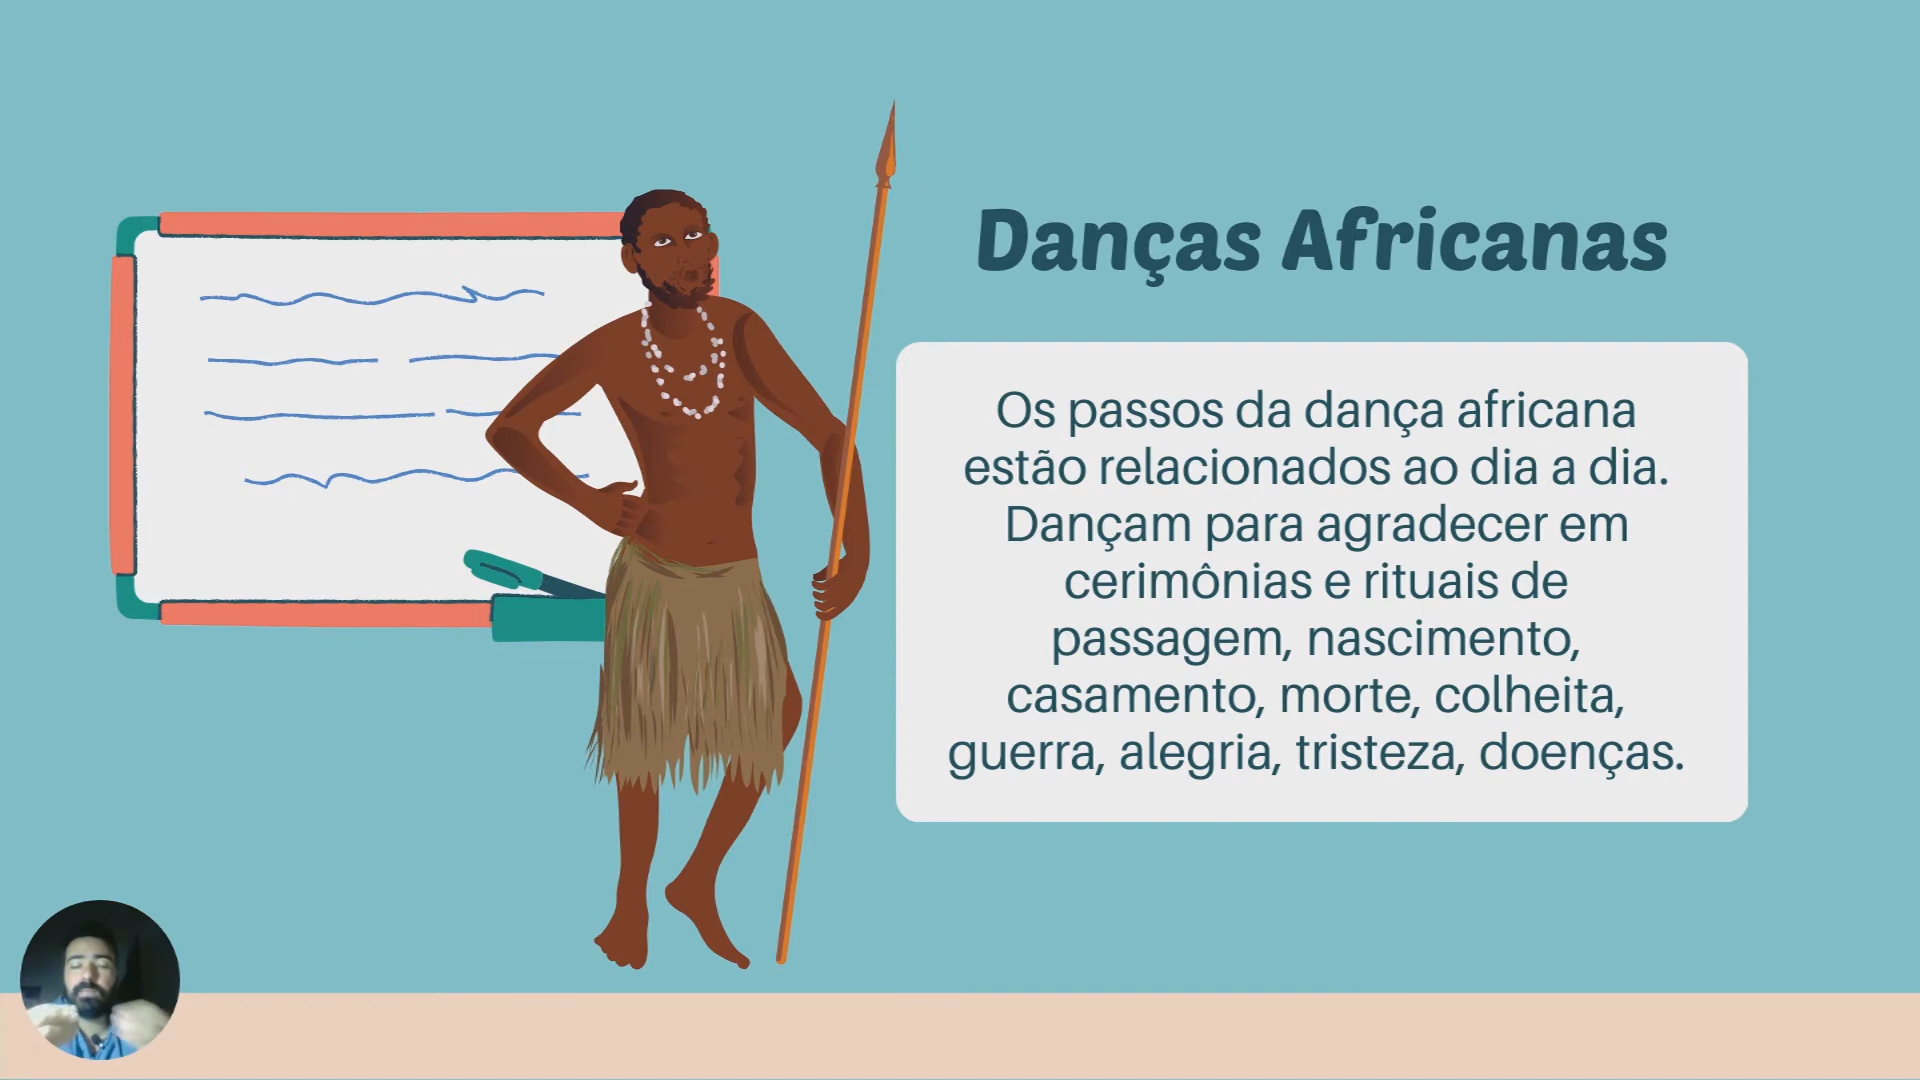 Danças Africanas
Os passos da dança africana
estão relacionados ao dia a dia.
Dançam para agradecer em
cerimônias e rituais de
passagem, nascimento,
casamento, morte, colheita,
guerra, alegria, tristeza, doenças.